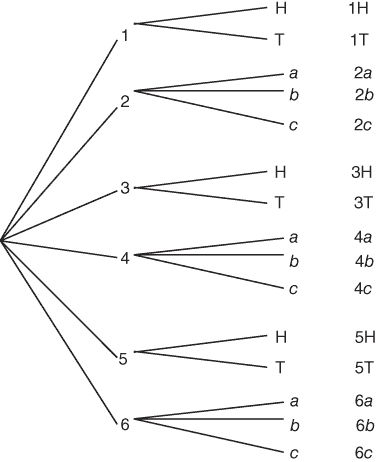 H 1H
1
T 1T
a 2a
2 b 2b
c 2c
H 3H
3
T 3T
a 4a
4 b 4b
c 4c
H 5H
5
T 5T
a 6a
6 b 6b
c 6c